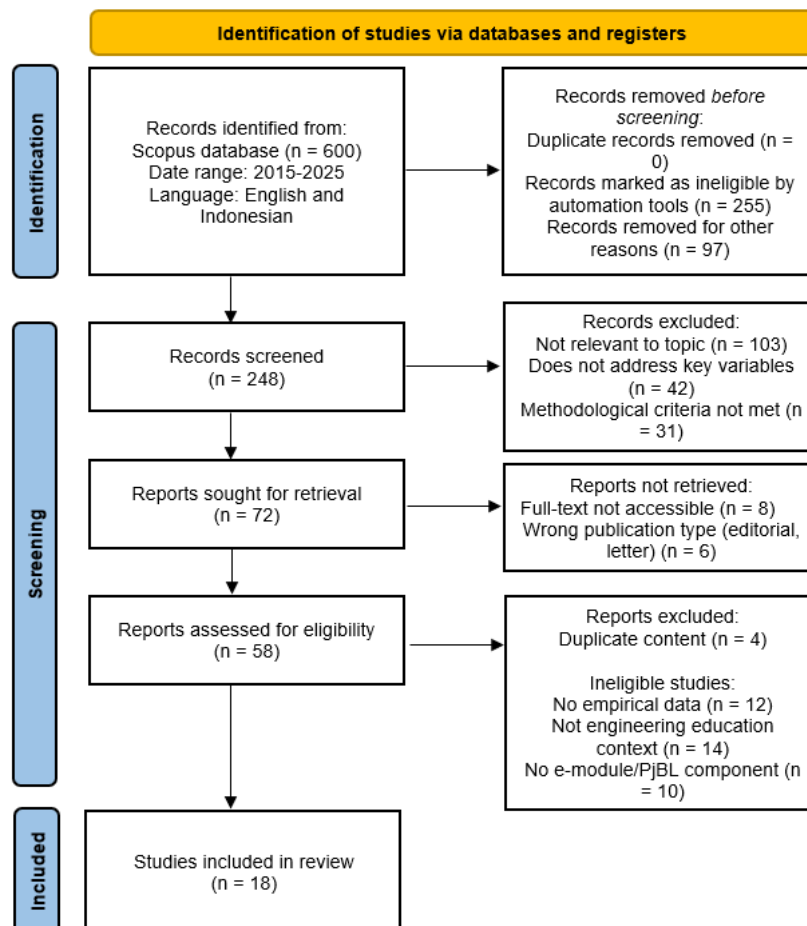 Identification of studies via databases and registers
Identification
Records identified from:
Scopus database (n = 600)
Date range: 2015-2025
Language: English and
Indonesian
Records removed before
screening:
Duplicate records removed (n =
0)
Records marked as ineligible by
automation tools (n = 255)
Records removed for other
reasons (n = 97)
Screening
Records screened
(n = 248)
Records excluded:
Not relevant to topic (n = 103)
Does not address key variables
(n = 42)
Methodological criteria not met (n
= 31)
Reports sought for retrieval
(n = 72)
Reports not retrieved:
Full-text not accessible (n = 8)
Wrong publication type (editorial,
letter) (n = 6)
Reports assessed for eligibility
(n = 58)
Reports excluded:
Duplicate content (n = 4)
Ineligible studies:
No empirical data (n = 12)
Not engineering education
context (n = 14)
No e-module/PjBL component (n
= 10)
Included
Studies included in review
(n = 18)